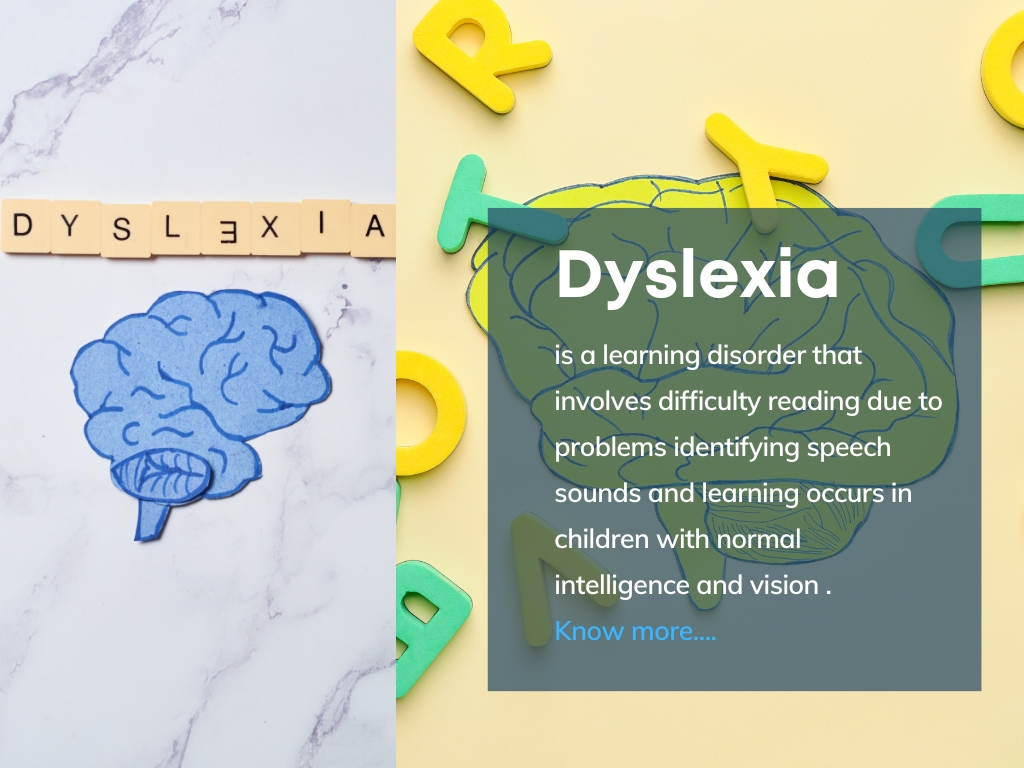 DYSLEXIA
R
Y
T
Dyslexia
is a learning disorder that
involves difficulty reading due to
problems identifying speech
sounds and learning occurs in
children with normal
intelligence and vision .
Know more....
O
V
B